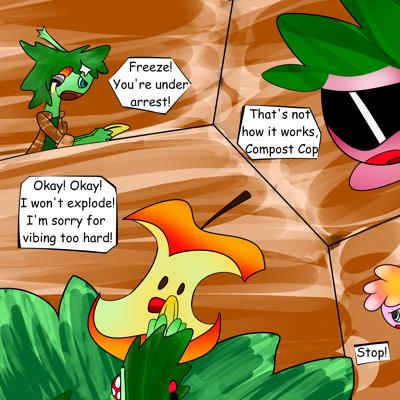 Freeze!
You're under
arrest!
That's not
how it works,
Compost Cop
Okay! Okay!
I won't explode!
I'm sorry for
vibing too hard!
Stop!